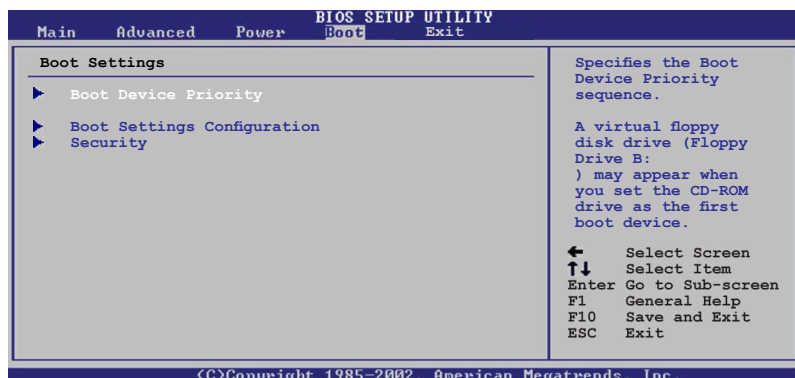 BIOS SETUP UTILITY
Main Advanced Power Boot Exit
Boot Settings
Boot Device Priority
Boot Settings Configuration
Security
Specifies the Boot
Device Priority
sequence.
A virtual floppy
disk drive (Floppy
Drive B:
) may appear when
you set the CD-ROM
drive as the first
boot device.
Select Screen
↑↓ Select Item
Enter Go to Sub-screen
F1 General Help
F10 Save and Exit
ESC Exit
(C)Copyright 1985-2002, American Megatrends, Inc.